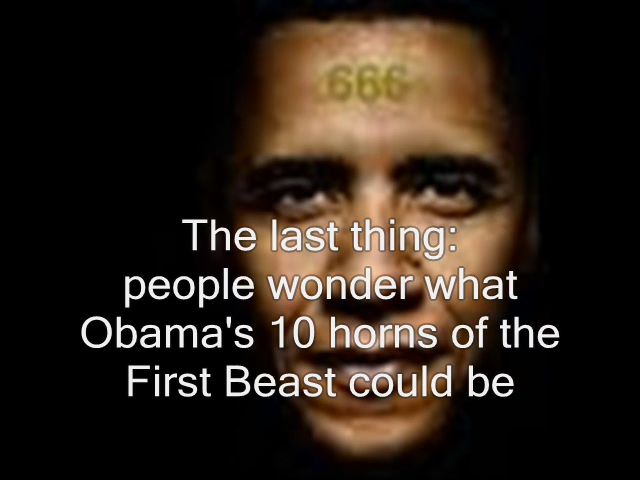 666
The last thing:
people wonder what
Obama's 10 horns of the
First Beast could be